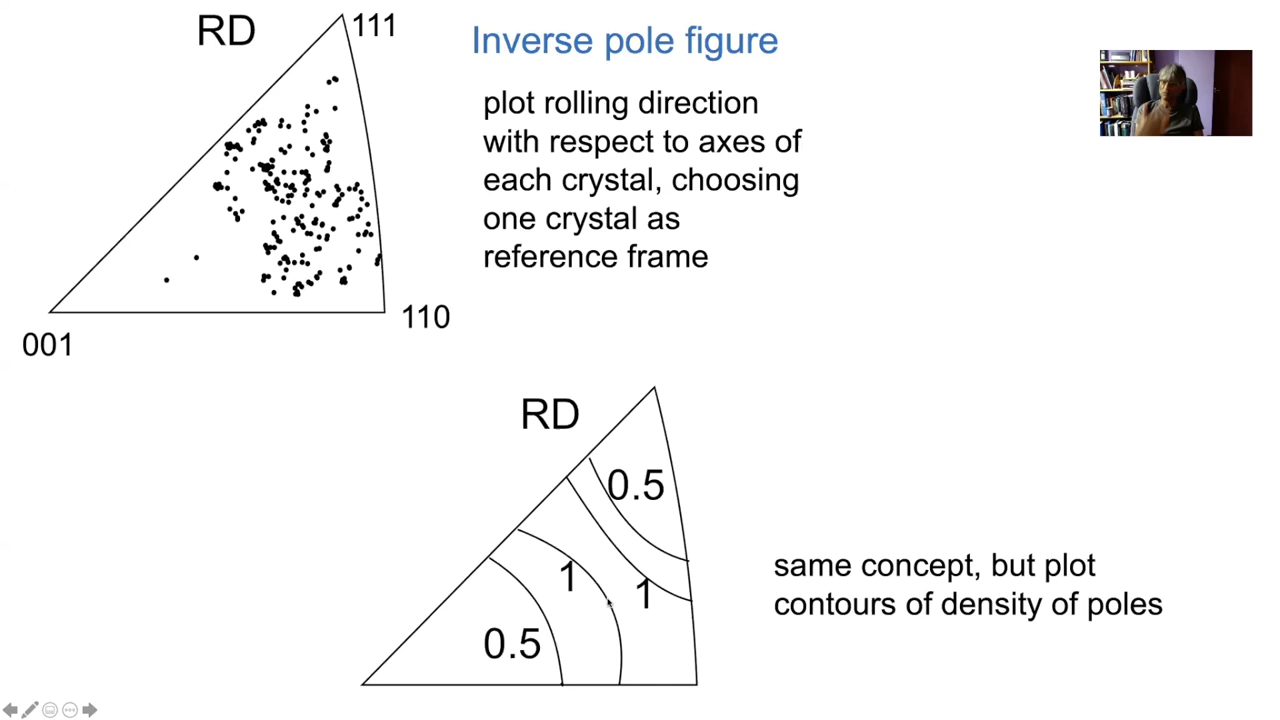 RD
111
Inverse pole figure
plot rolling direction
with respect to axes of
each crystal, choosing
one crystal as
reference frame
001
110
RD
0.5
1
1
0.5
same concept, but plot
contours of density of poles